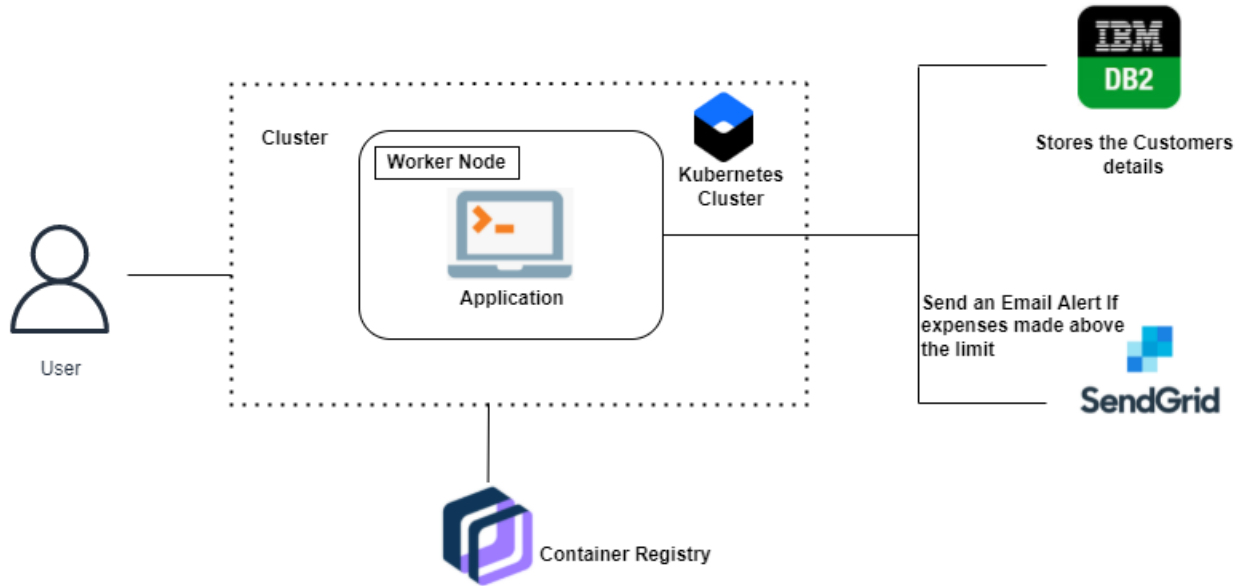 IBM
DB2
Stores the Customers
details
Cluster
Worker Node
Kubernetes
Cluster
Application
User
Send an Email Alert If
expenses made above
the limit
SendGrid
Container Registry